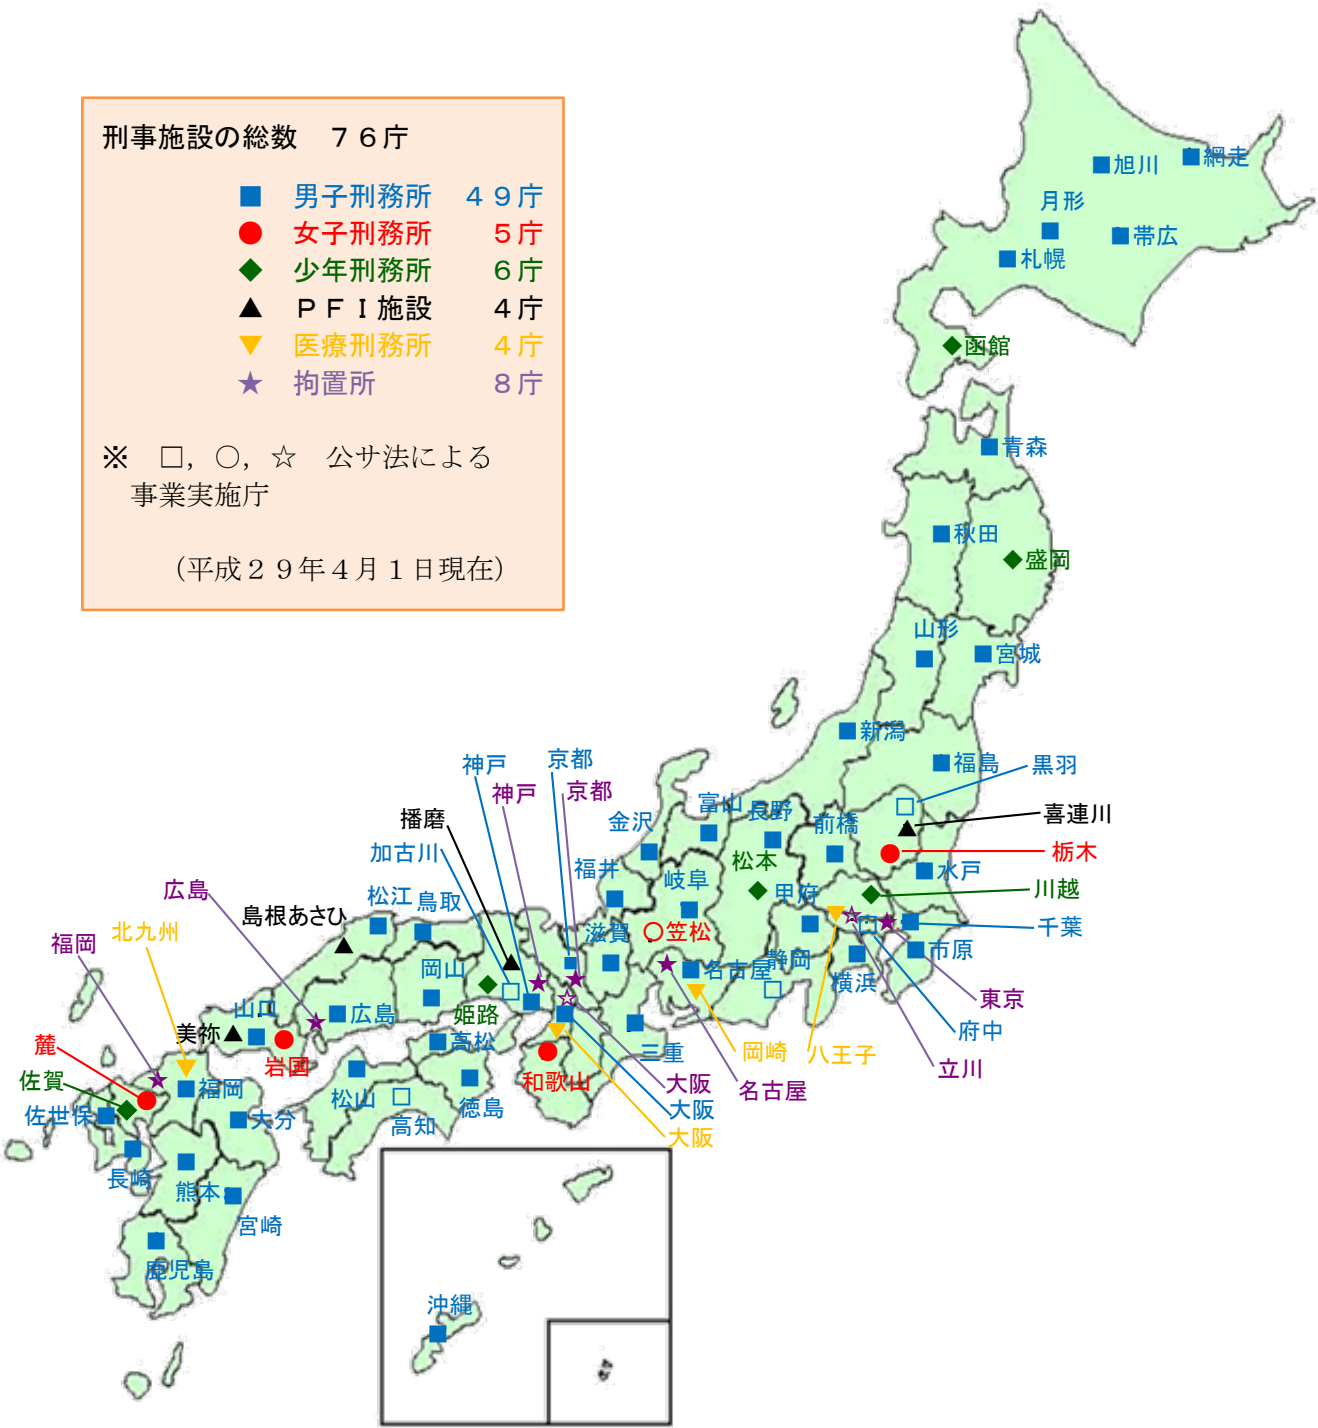 刑事施設の総数　７６庁
男子刑務所　４９庁
女子刑務所　５庁
少年刑務所　６庁
ＰＦＩ施設　４庁
医療刑務所　４庁
拘置所　８庁
※　□，○，☆　公サ法による
事業実施庁
（平成２９年４月１日現在）
旭川
網走
月形
帯広
札幌
函館
青森
秋田
盛岡
山形
宮城
新潟
福島
黒羽
喜連川
栃木
水戸
川越
千葉
市原
東京
府中
立川
八王子
横浜
前橋
長野
富山
松本
甲府
静岡
金沢
福井
岐阜
笠松
滋賀
名古屋
岡崎
名古屋
三重
京都
京都
神戸
神戸
播磨
加古川
姫路
大阪
大阪
大阪
和歌山
松江
鳥取
島根あさひ
岡山
広島
広島
山口
美祢
岩国
高松
徳島
松山
高知
北九州
福岡
福岡
麓
佐賀
佐世保
長崎
大分
熊本
宮崎
鹿児島
沖縄